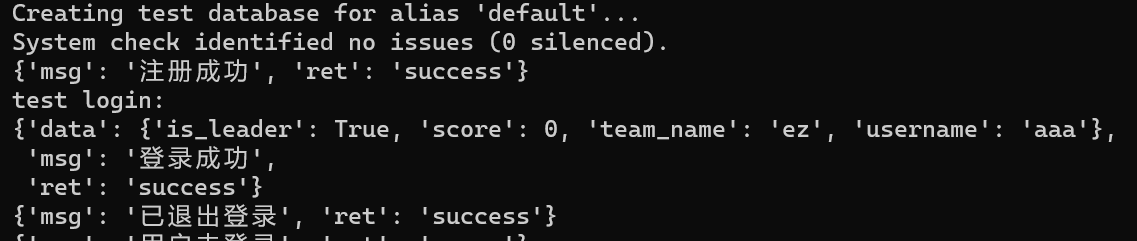 Creating test database for alias 'default'...
System check identified no issues (0 silenced).
{'msg': '注册成功', 'ret': 'success'}
test login:
{'data': {'is_leader': True, 'score': 0, 'team_name': 'ez', 'username': 'aaa'},
 'msg': '登录成功',
 'ret': 'success'}
{'msg': '已退出登录', 'ret': 'success'}